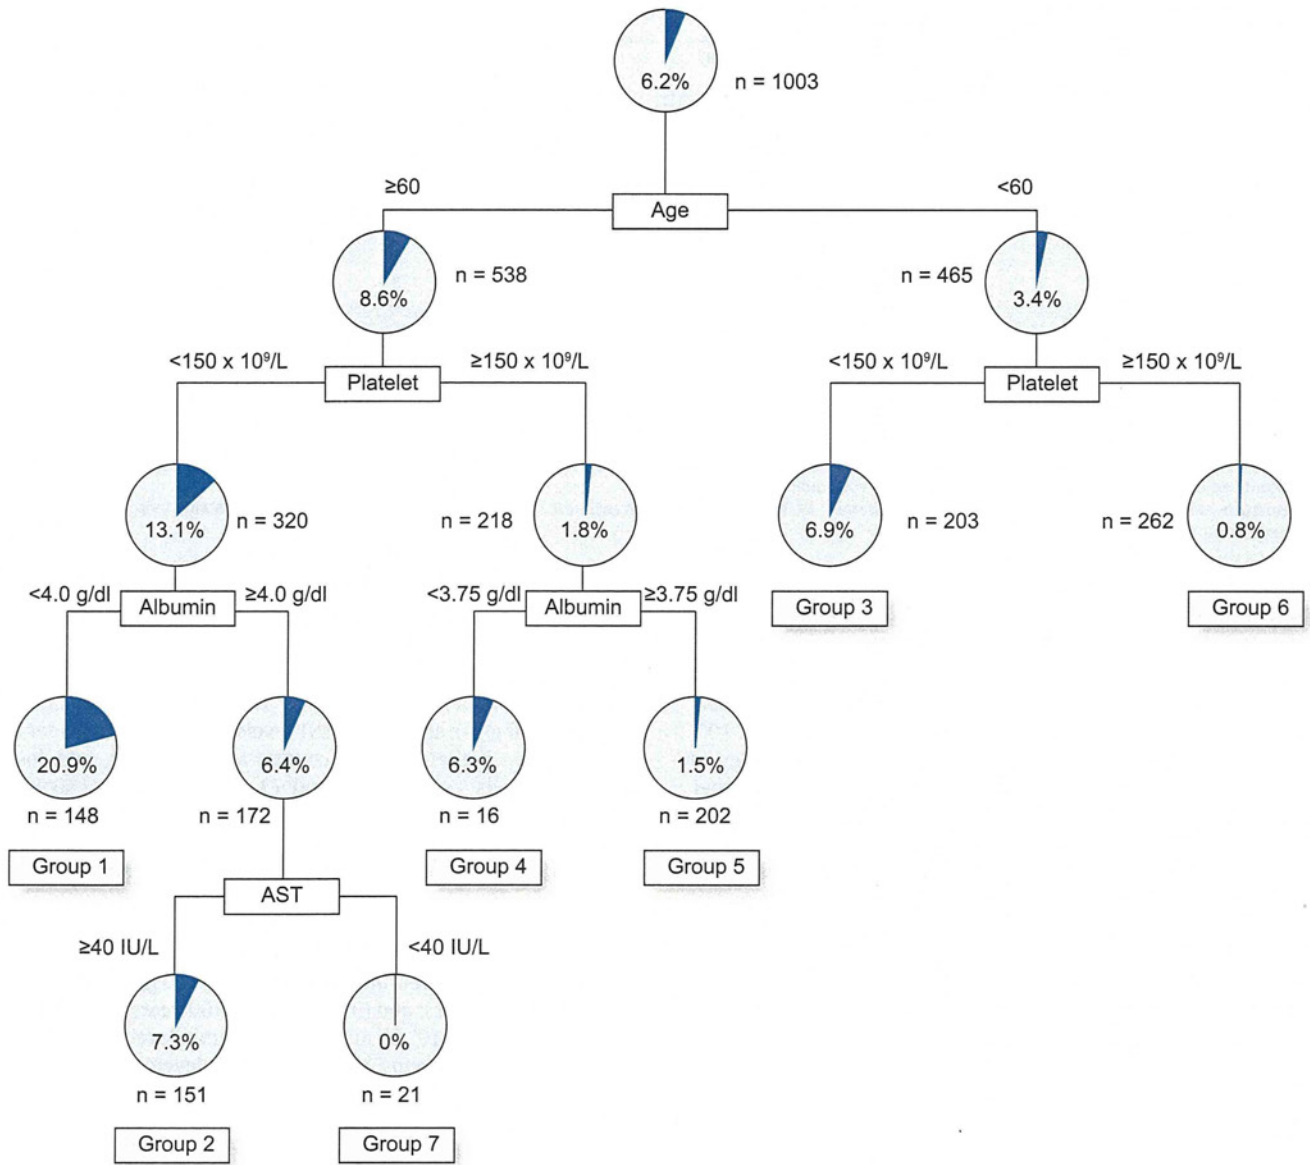 6.2%
n = 1003
≥60
<60
Age
n = 538
8.6%
n = 465
3.4%
<150 x 10⁹/L
≥150 x 10⁹/L
<150 x 10⁹/L
≥150 x 10⁹/L
Platelet
Platelet
13.1%
n = 320
n = 218
1.8%
6.9%
n = 203
n = 262
0.8%
<4.0 g/dl
Albumin
≥4.0 g/dl
<3.75 g/dl
Albumin
≥3.75 g/dl
Group 3
Group 6
20.9%
6.4%
6.3%
1.5%
n = 148
n = 172
n = 16
n = 202
Group 1
Group 4
Group 5
AST
≥40 IU/L
<40 IU/L
7.3%
0%
n = 151
n = 21
Group 2
Group 7